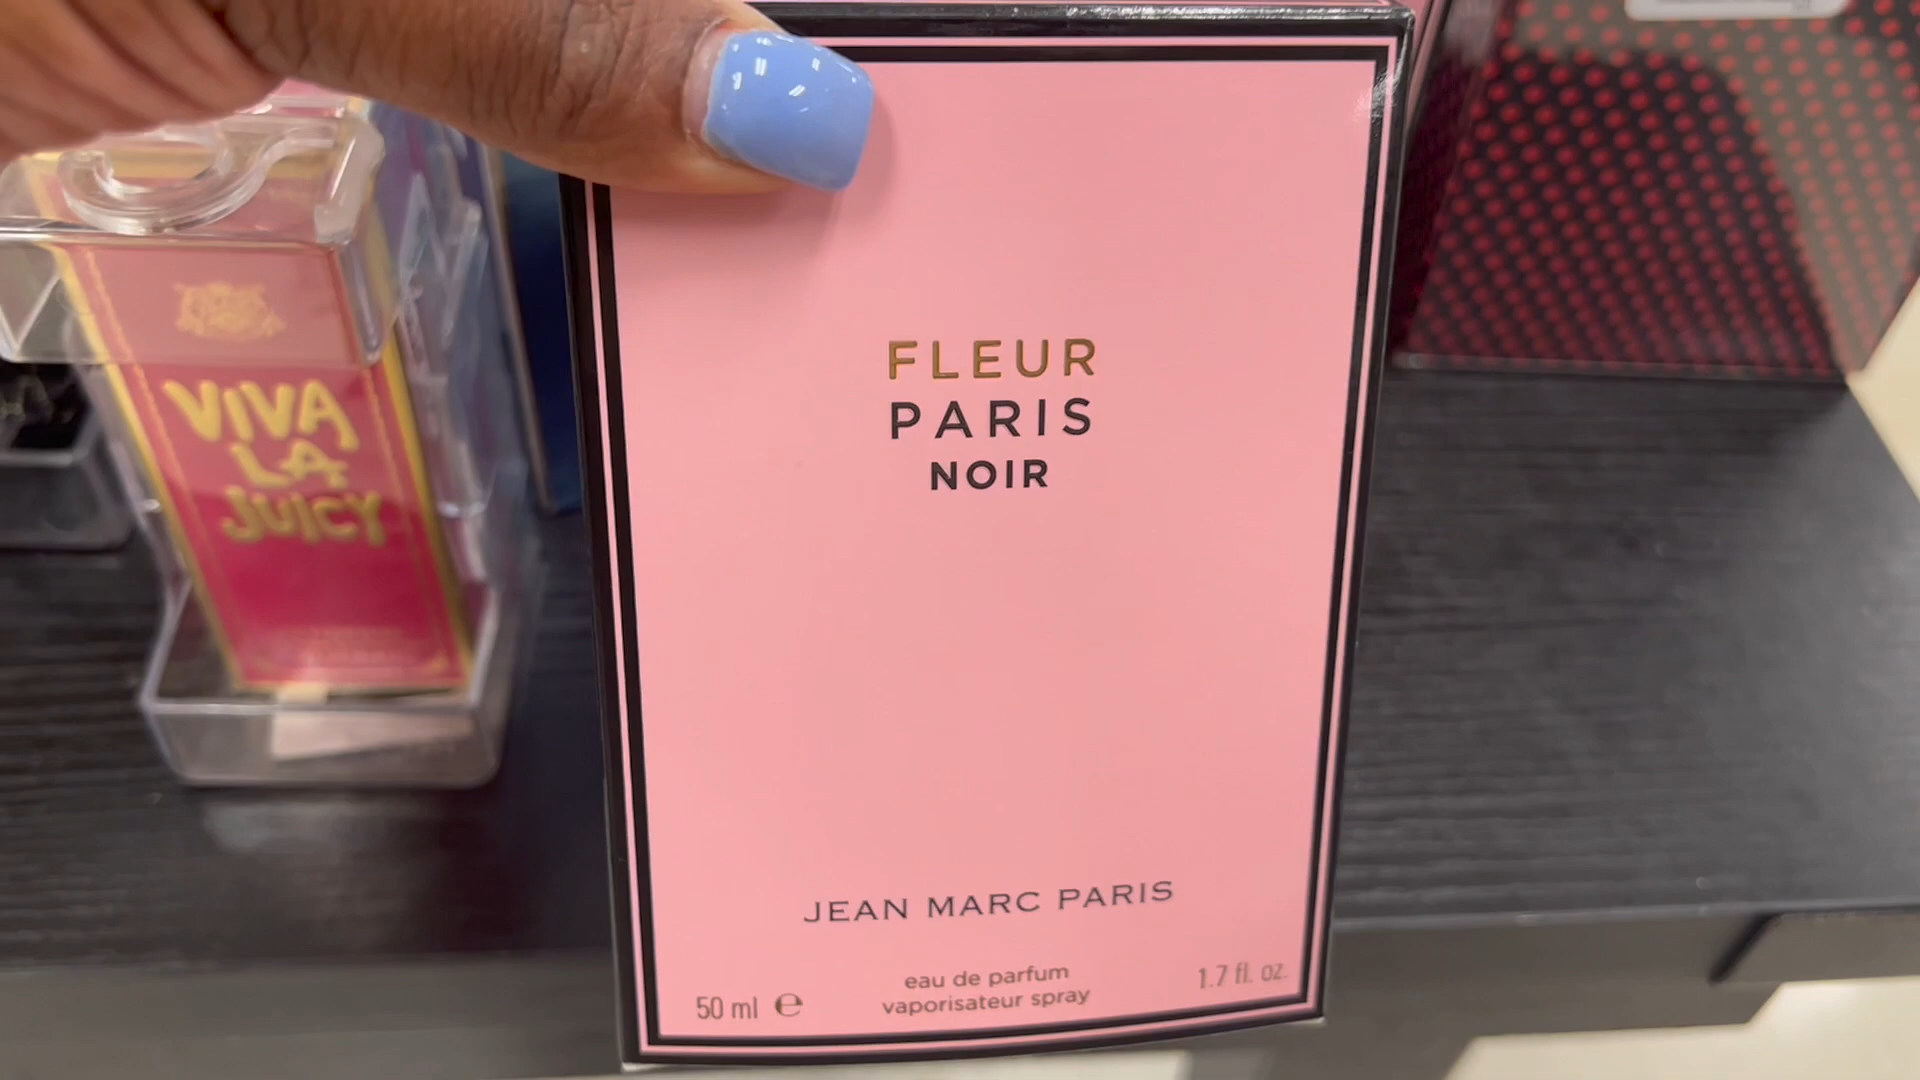 VIVA
LA
JUICY
FLEUR
PARIS
NOIR
JEAN MARC PARIS
eau de parfum
vaporisateur spray
50 ml ℮
1.7 fl. oz.